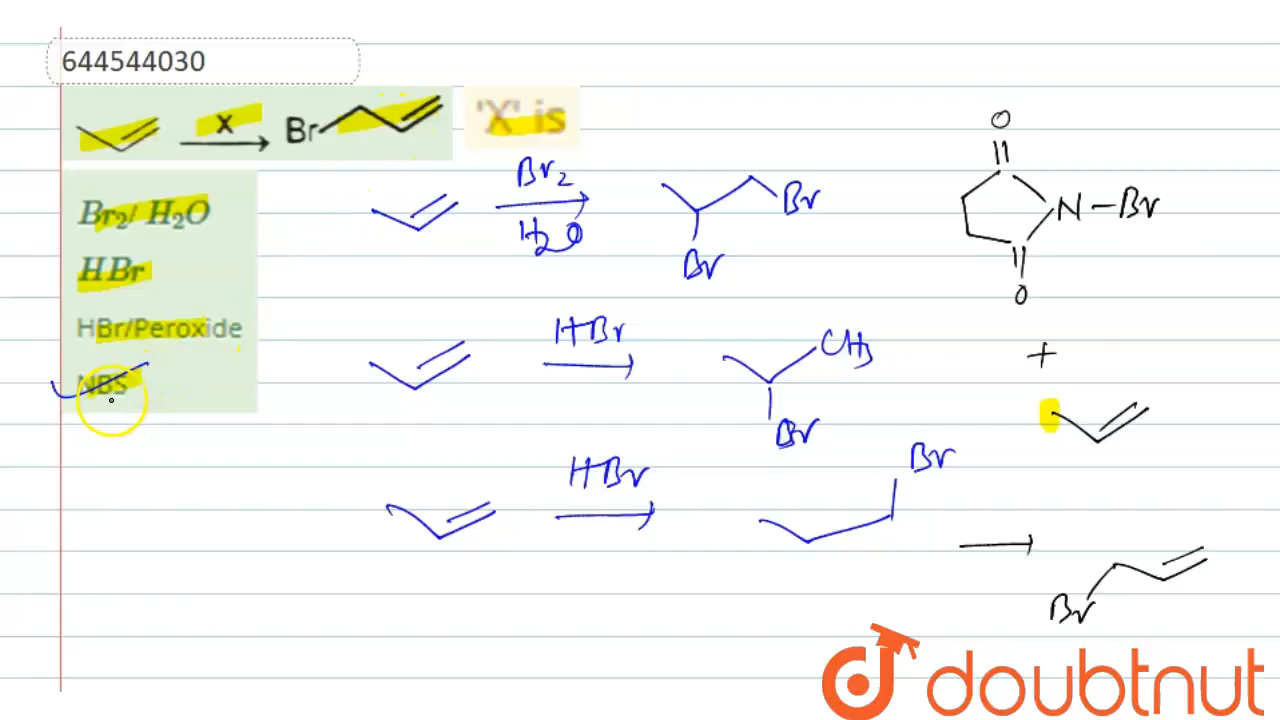 644544030
X
Br
'X' is
Br2/ H2O
HBr
HBr/Peroxide
NBS
Br2
H2O
Br
Br
HBr
CH3
Br
HBr
Br
O
N-Br
O
+
Br
doubtnut